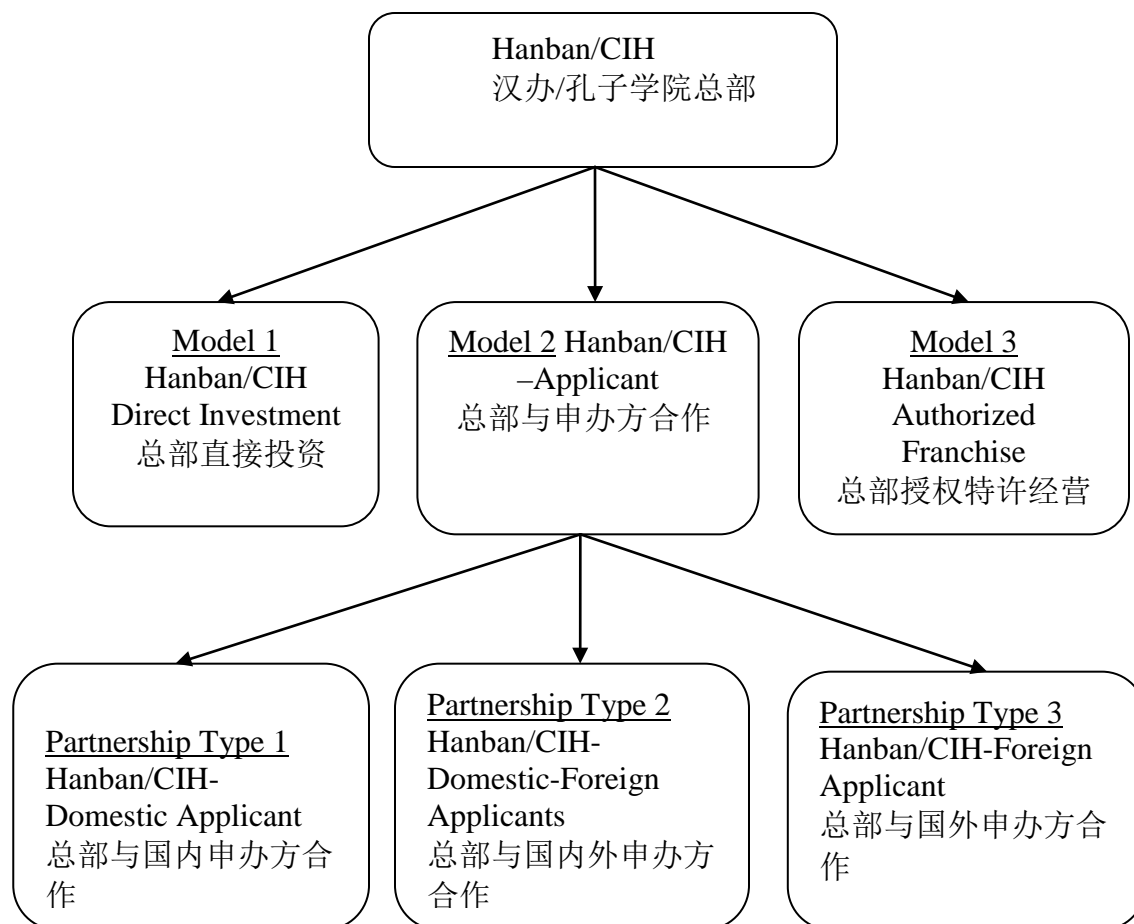 Hanban/CIH
汉办/孔子学院总部
Model 1
Hanban/CIH
Direct Investment
总部直接投资
Model 2 Hanban/CIH
–Applicant
总部与申办方合作
Model 3
Hanban/CIH
Authorized
Franchise
总部授权特许经营
Partnership Type 1
Hanban/CIH-
Domestic Applicant
总部与国内申办方合
作
Partnership Type 2
Hanban/CIH-
Domestic-Foreign
Applicants
总部与国内外申办方
合作
Partnership Type 3
Hanban/CIH-Foreign
Applicant
总部与国外申办方合
作